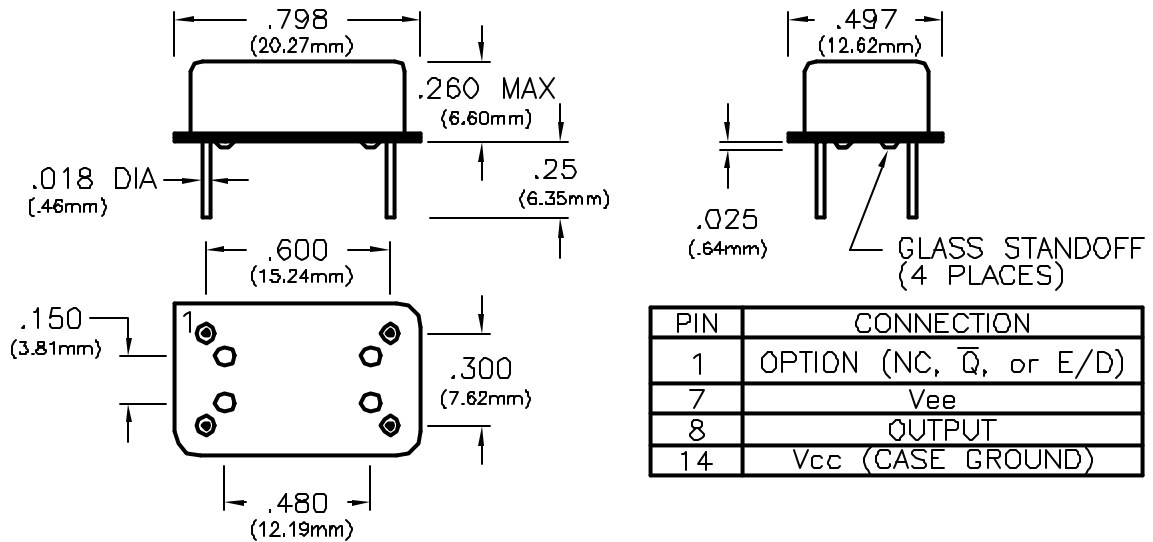 .798
(20.27mm)
.497
(12.62mm)
.260 MAX
(6.60mm)
.018 DIA
(.46mm)
.25
(6.35mm)
.025
(.64mm)
GLASS STANDOFF
(4 PLACES)
.600
(15.24mm)
.150
(3.81mm)
1
.300
(7.62mm)
.480
(12.19mm)
PIN CONNECTION
1 OPTION (NC, Q̅, or E/D)
7 Vee
8 OUTPUT
14 Vcc (CASE GROUND)